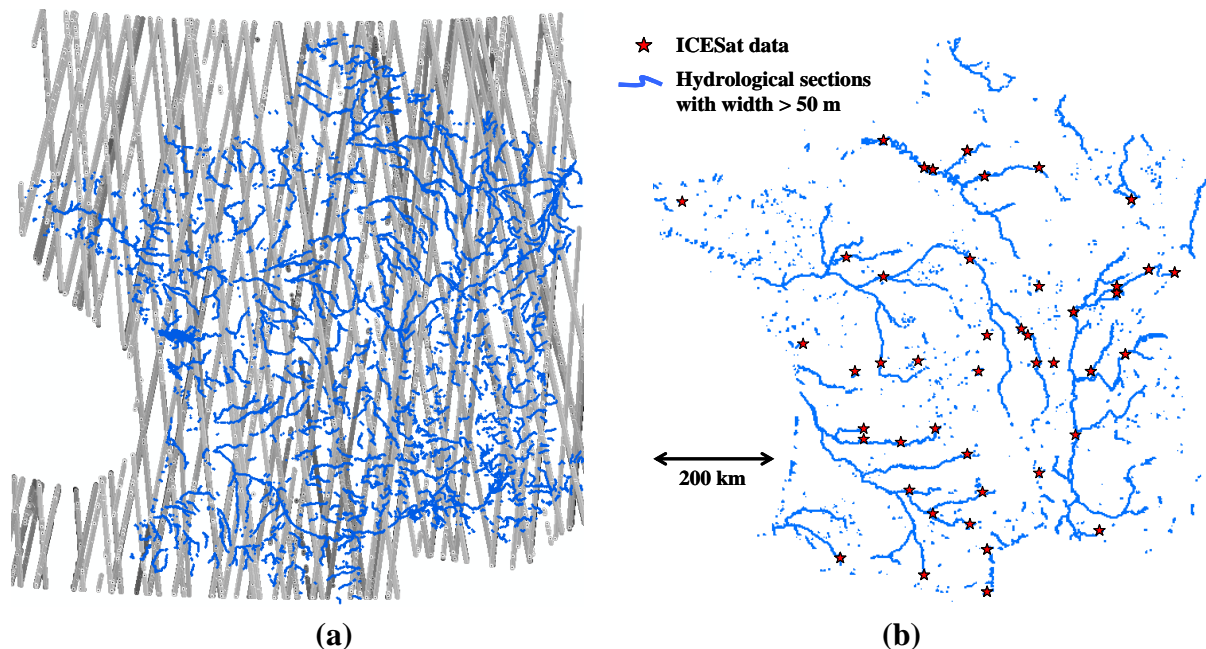 ICESat data
Hydrological sections
with width > 50 m
200 km
(a)
(b)